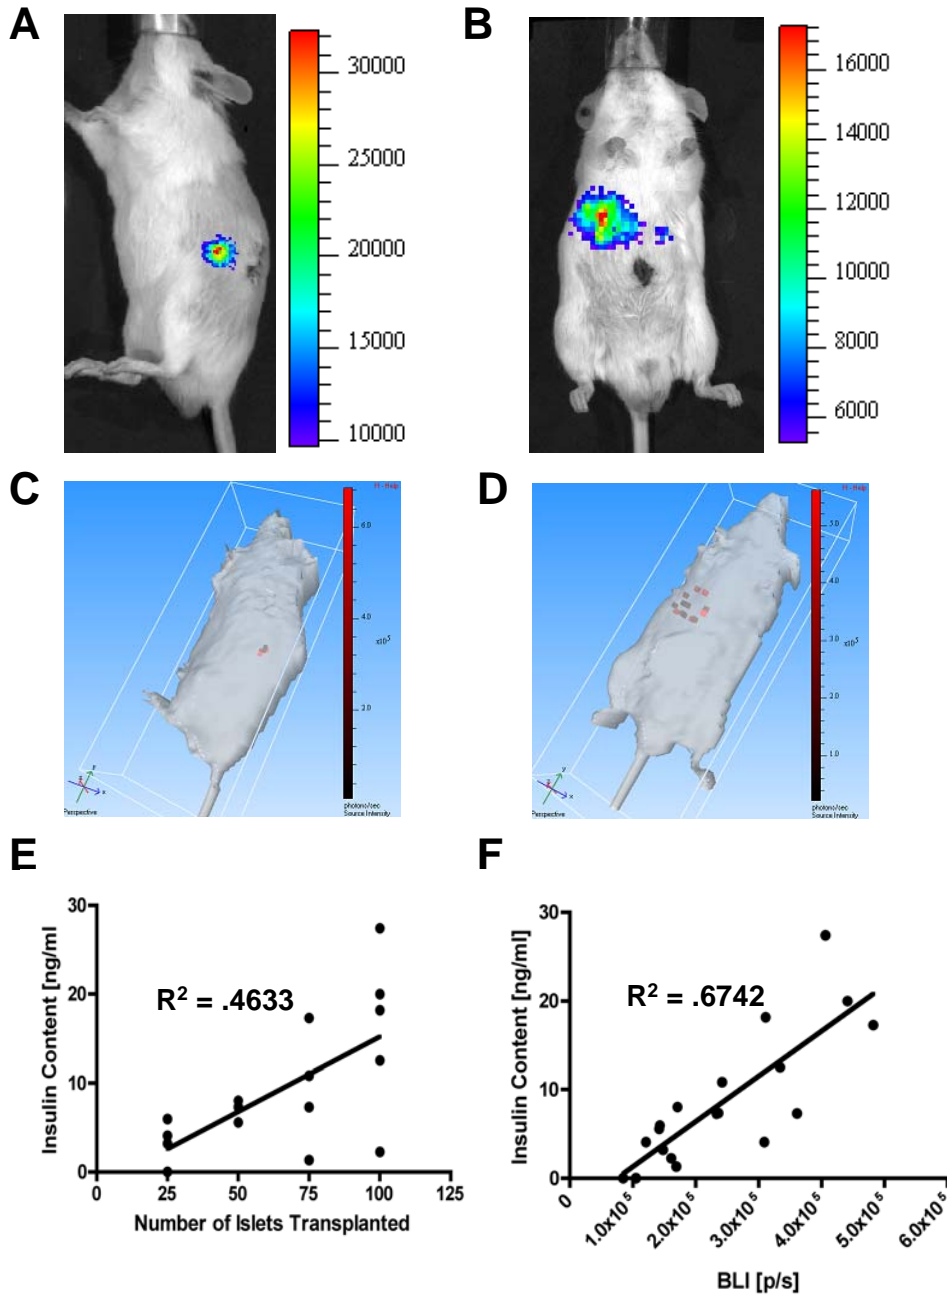 A
30000
25000
20000
15000
10000
B
16000
14000
12000
10000
8000
6000
C
6.0
4.0
x10⁵
2.0
Perspective
photons/sec
Source Intensity
D
5.0
4.0
x10⁵
3.0
2.0
1.0
Perspective
photons/sec
Source Intensity
E
Insulin Content [ng/ml]
30
20
10
0
R² = .4633
0 25 50 75 100 125
Number of Islets Transplanted
F
Insulin Content [ng/ml]
30
20
10
0
R² = .6742
0 1.0x10⁵ 2.0x10⁵ 3.0x10⁵ 4.0x10⁵ 5.0x10⁵ 6.0x10
BLI [p/s]